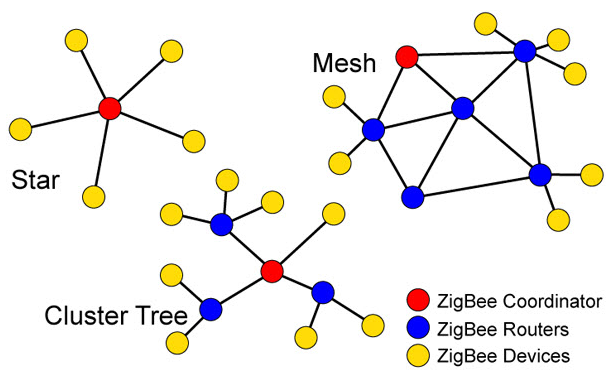 Mesh
Star
Cluster Tree
ZigBee Coordinator
ZigBee Routers
ZigBee Devices